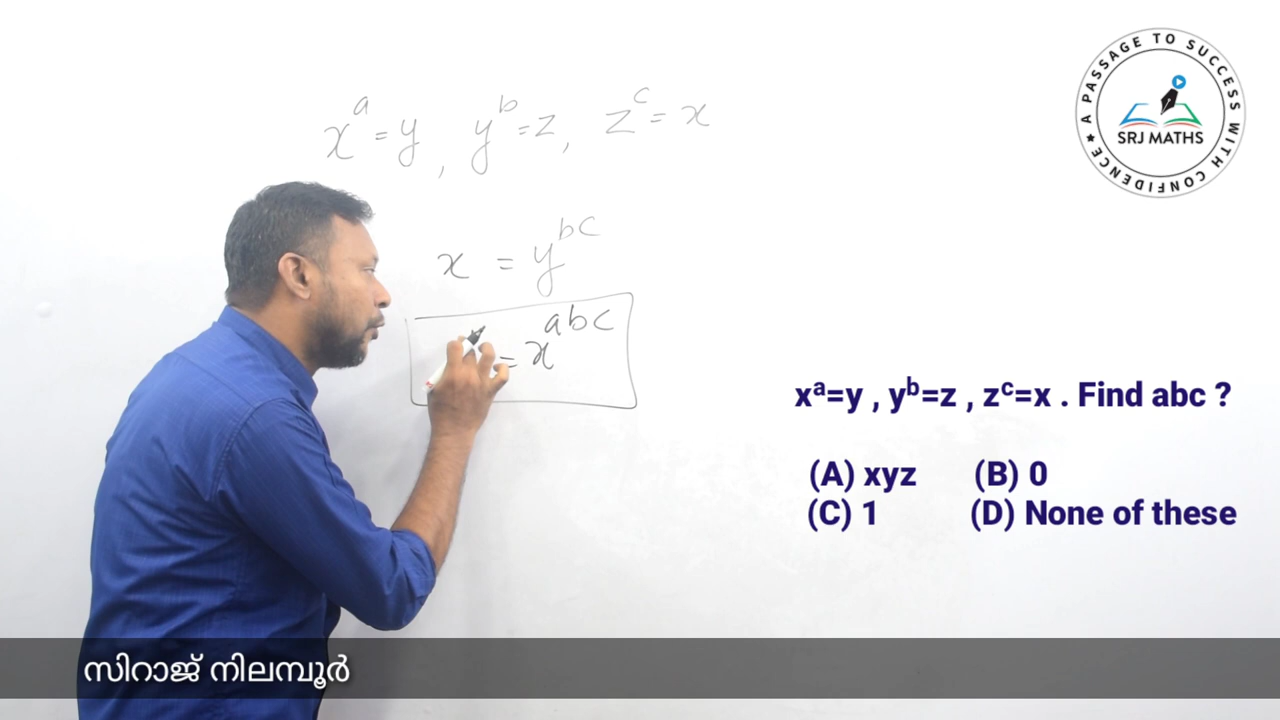 xᵃ = y , yᵇ = z , zᶜ = x
x = yᵇᶜ
= xᵃᵇᶜ
★ A PASSAGE TO SUCCESS WITH CONFIDENCE
SRJ MATHS
xᵃ=y , yᵇ=z , zᶜ=x . Find abc ?
(A) xyz (B) 0
(C) 1 (D) None of these
സിറാജ് നിലമ്പൂർ